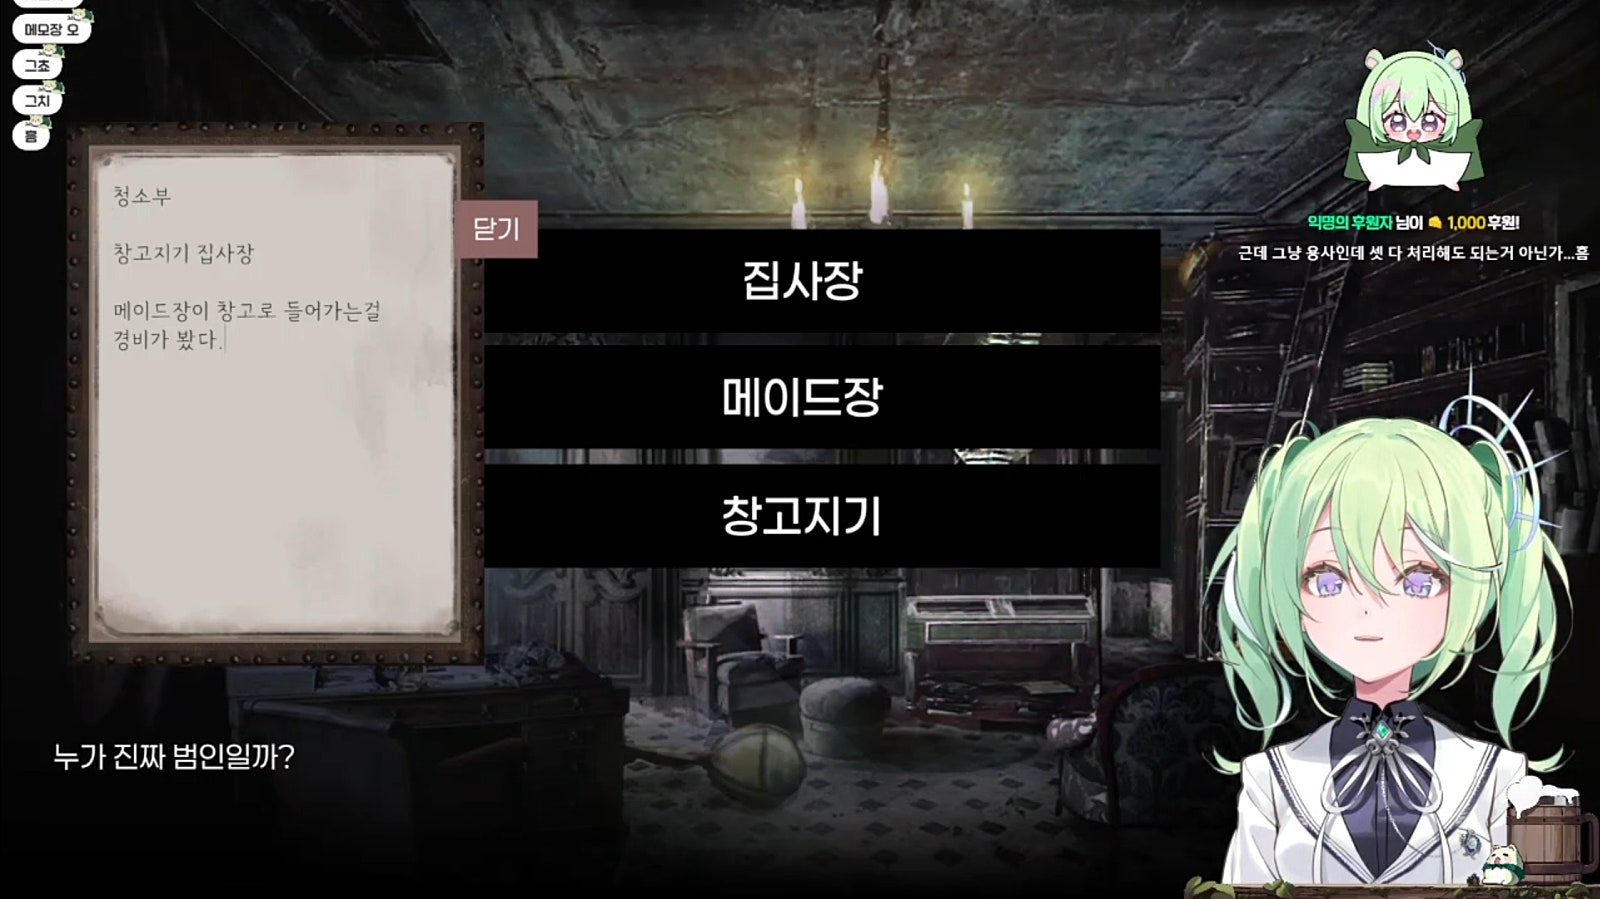 메모장 오
그쵸
그치
흠
청소부
창고지기 집사장
메이드장이 창고로 들어가는걸
경비가 봤다.
닫기
집사장
메이드장
창고지기
누가 진짜 범인일까?
익명의 후원자 님이 1,000 후원!
근데 그냥 용사인데 셋 다 처리해도 되는거 아닌가...흠